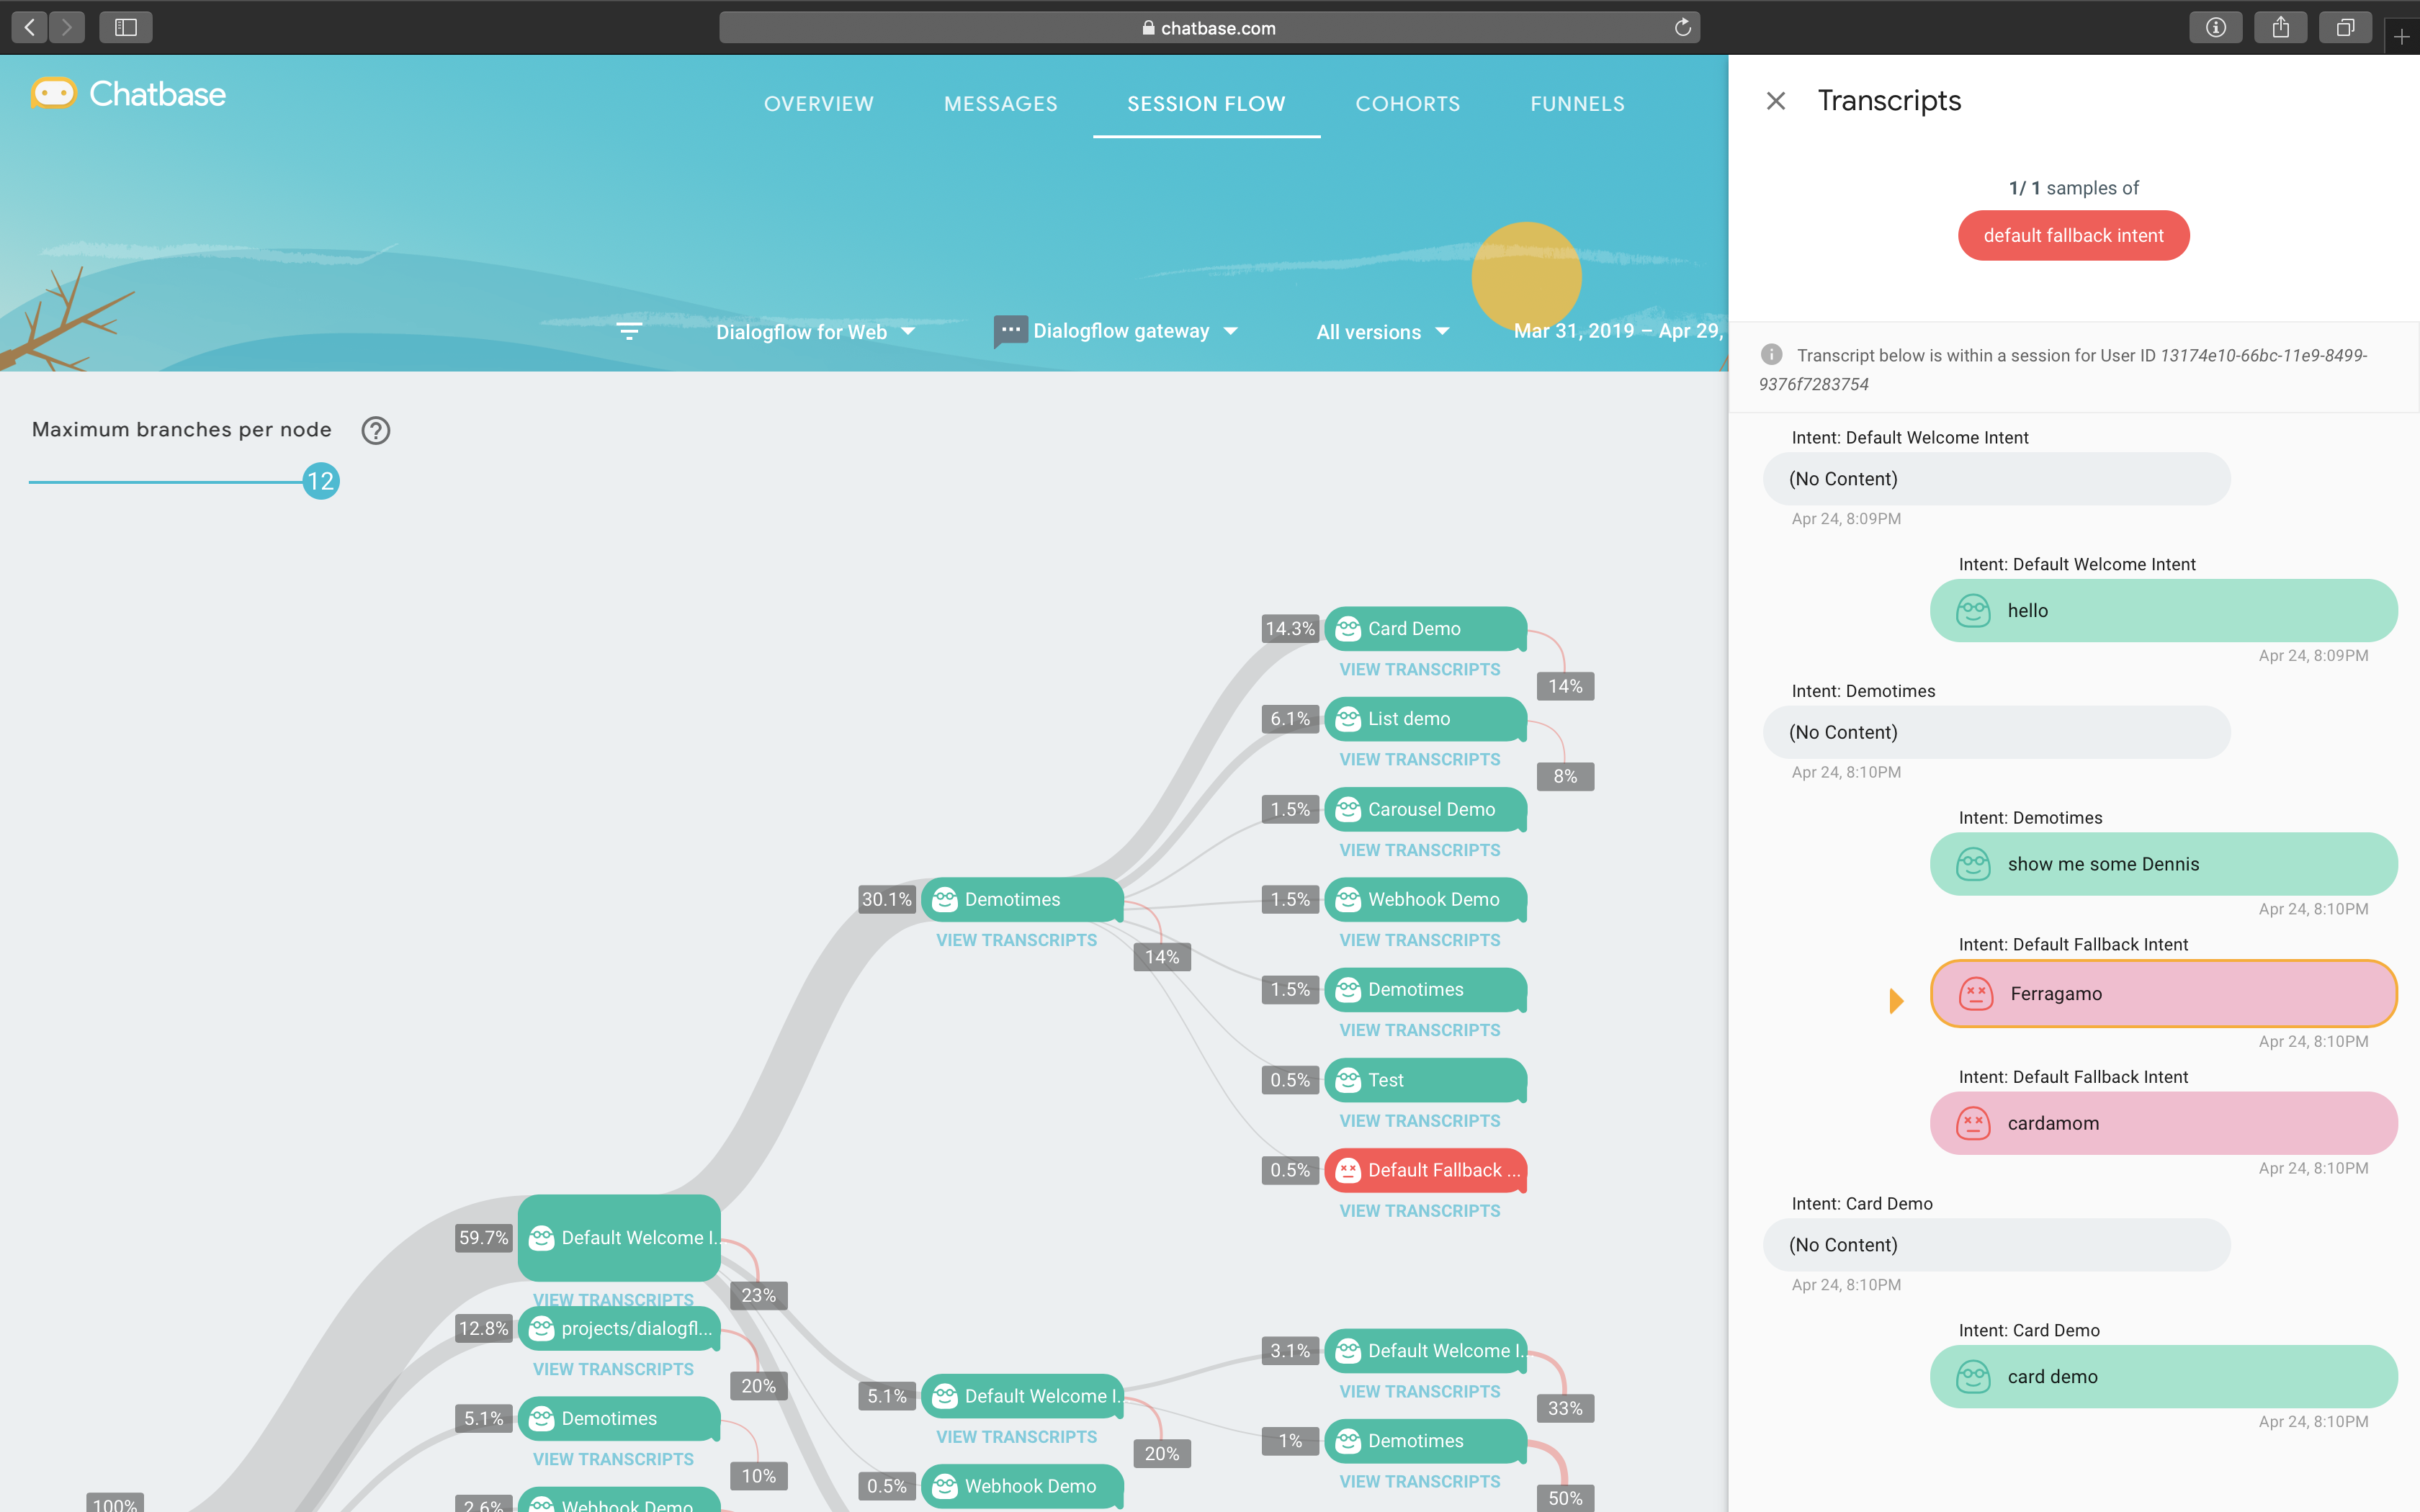 chatbase.com
Chatbase
OVERVIEW
MESSAGES
SESSION FLOW
COHORTS
FUNNELS
Dialogflow for Web
Dialogflow gateway
All versions
Mar 31, 2019 – Apr 29,
Maximum branches per node
12
14.3%
Card Demo
VIEW TRANSCRIPTS
14%
6.1%
List demo
VIEW TRANSCRIPTS
8%
1.5%
Carousel Demo
VIEW TRANSCRIPTS
30.1%
Demotimes
VIEW TRANSCRIPTS
14%
1.5%
Webhook Demo
VIEW TRANSCRIPTS
1.5%
Demotimes
VIEW TRANSCRIPTS
0.5%
Test
VIEW TRANSCRIPTS
0.5%
Default Fallback ...
VIEW TRANSCRIPTS
59.7%
Default Welcome I..
VIEW TRANSCRIPTS
23%
12.8%
projects/dialogfl...
VIEW TRANSCRIPTS
20%
5.1%
Demotimes
VIEW TRANSCRIPTS
10%
2.6%
Webhook Demo
100%
5.1%
Default Welcome I..
VIEW TRANSCRIPTS
20%
0.5%
Webhook Demo
3.1%
Default Welcome I..
VIEW TRANSCRIPTS
33%
1%
Demotimes
VIEW TRANSCRIPTS
50%
Transcripts
1/ 1 samples of
default fallback intent
Transcript below is within a session for User ID 13174e10-66bc-11e9-8499-
9376f7283754
Intent: Default Welcome Intent
(No Content)
Apr 24, 8:09PM
Intent: Default Welcome Intent
hello
Apr 24, 8:09PM
Intent: Demotimes
(No Content)
Apr 24, 8:10PM
Intent: Demotimes
show me some Dennis
Apr 24, 8:10PM
Intent: Default Fallback Intent
Ferragamo
Apr 24, 8:10PM
Intent: Default Fallback Intent
cardamom
Apr 24, 8:10PM
Intent: Card Demo
(No Content)
Apr 24, 8:10PM
Intent: Card Demo
card demo
Apr 24, 8:10PM